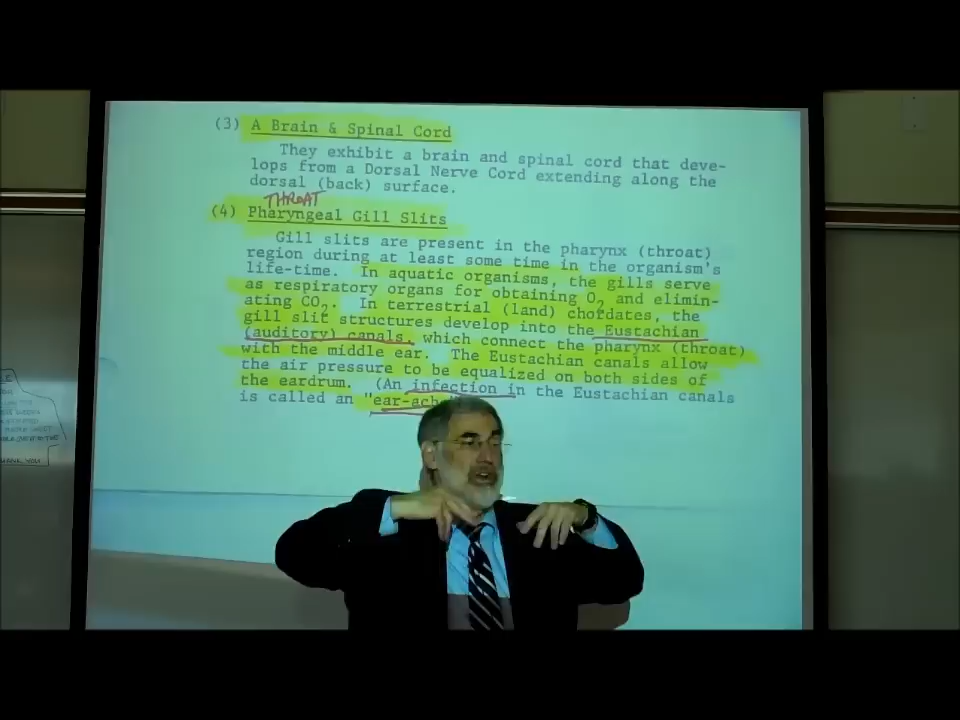 (3) A Brain & Spinal Cord
They exhibit a brain and spinal cord that deve-
lops from a Dorsal Nerve Cord extending along the
dorsal (back) surface.
THROAT
(4) Pharyngeal Gill Slits
Gill slits are present in the pharynx (throat)
region during at least some time in the organism's
life-time. In aquatic organisms, the gills serve
as respiratory organs for obtaining O2 and elimin-
ating CO2. In terrestrial (land) chordates, the
gill slit structures develop into the Eustachian
(auditory) canals, which connect the pharynx (throat)
with the middle ear. The Eustachian canals allow
the air pressure to be equalized on both sides of
the eardrum. (An infection in the Eustachian canals
is called an "ear-ache"
THANK YOU